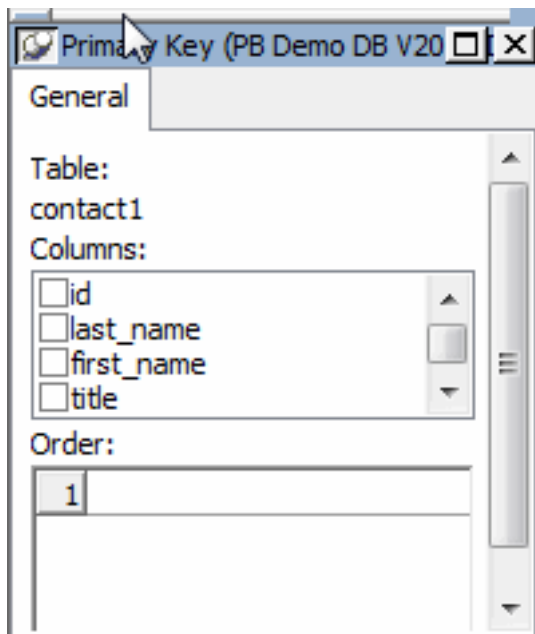 Primary Key (PB Demo DB V20
General
Table:
contact1
Columns:
id
last_name
first_name
title
Order:
1